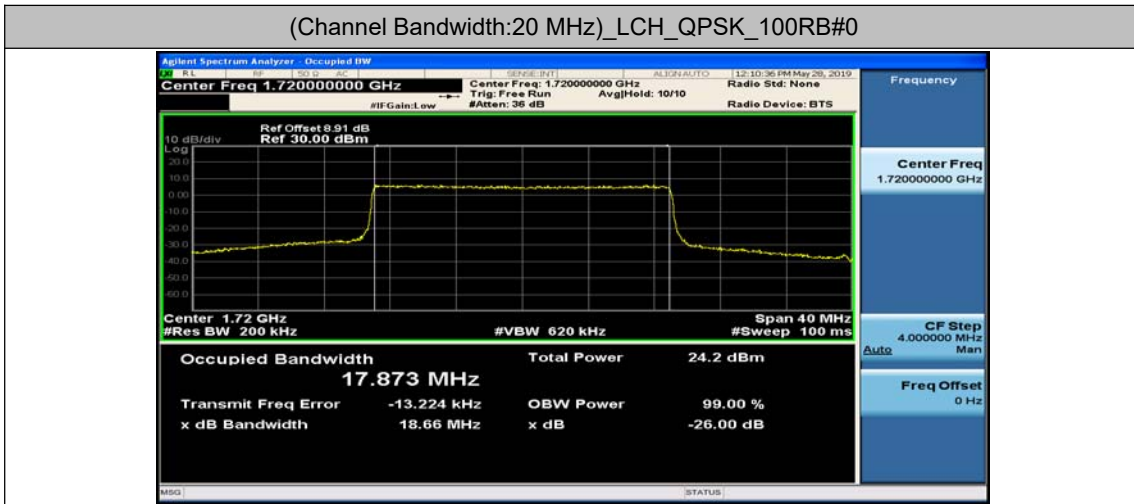 (Channel Bandwidth:20 MHz)_LCH_QPSK_100RB#0
Agilent Spectrum Analyzer - Occupied BW
LXI RL RF 50 Ω AC SENSE:INT ALIGN AUTO 12:10:36 PM May 20, 2019
Center Freq 1.720000000 GHz
Center Freq: 1.720000000 GHz
Radio Std: None
Trig: Free Run Avg|Hold: 10/10
#IFGain:Low #Atten: 36 dB Radio Device: BTS
Frequency
Ref Offset 8.91 dB
10 dB/div Ref 30.00 dBm
Log
20.0
10.0
0.00
-10.0
-20.0
-30.0
-40.0
-50.0
-60.0
Center Freq
1.720000000 GHz
Center 1.72 GHz Span 40 MHz
#Res BW 200 kHz #VBW 620 kHz #Sweep 100 ms
CF Step
4.000000 MHz
Auto Man
Occupied Bandwidth Total Power 24.2 dBm
17.873 MHz
Transmit Freq Error -13.224 kHz OBW Power 99.00 %
x dB Bandwidth 18.66 MHz x dB -26.00 dB
Freq Offset
0 Hz
MSG STATUS